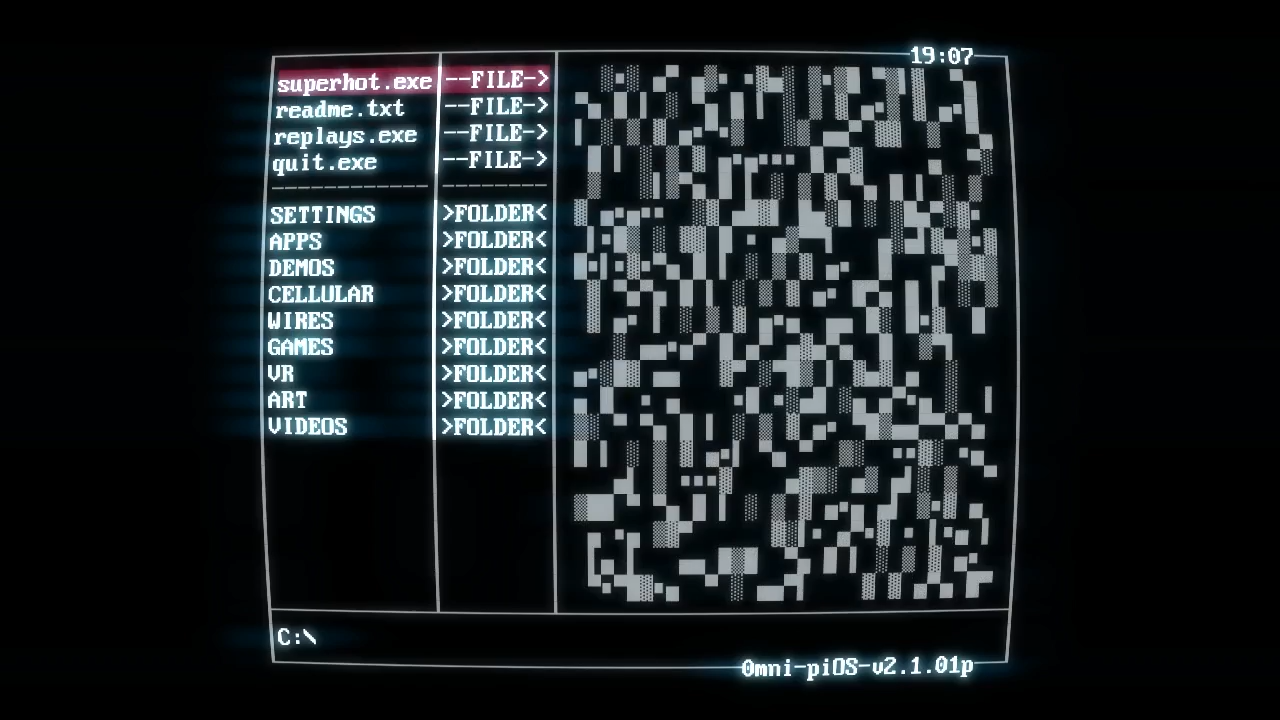 19:07
superhot.exe --FILE->
readme.txt --FILE->
replays.exe --FILE->
quit.exe --FILE->
SETTINGS >FOLDER<
APPS >FOLDER<
DEMOS >FOLDER<
CELLULAR >FOLDER<
WIRES >FOLDER<
GAMES >FOLDER<
VR >FOLDER<
ART >FOLDER<
VIDEOS >FOLDER<
C:\
0mni-piOS-v2.1.01p